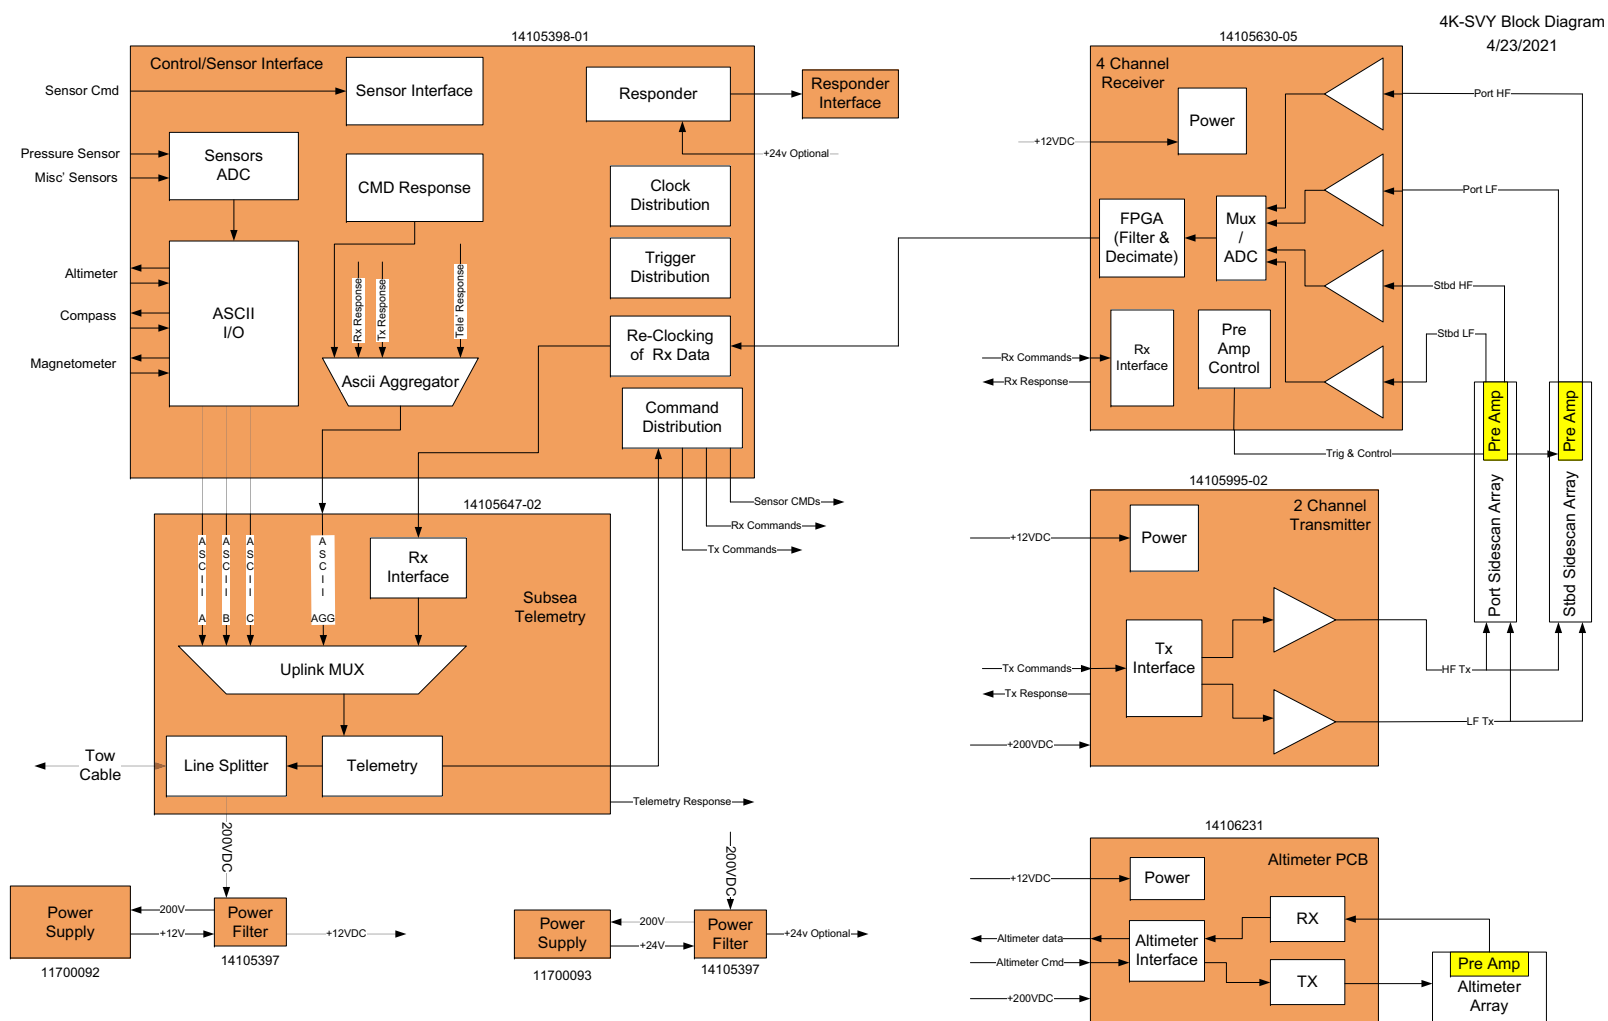 4K-SVY Block Diagram
4/23/2021
14105398-01
Control/Sensor Interface
Sensor Cmd
Sensor Interface
Responder
Responder
Interface
+24v Optional
Pressure Sensor
Misc' Sensors
Sensors
ADC
CMD Response
Clock
Distribution
Trigger
Distribution
Altimeter
Compass
Magnetometer
ASCII
I/O
Rx Response
Tx Response
Tele' Response
Ascii Aggregator
Re-Clocking
of Rx Data
Command
Distribution
Sensor CMDs
Rx Commands
Tx Commands
14105647-02
ASCII A
ASCII B
ASCII C
ASCII AGG
Rx
Interface
Subsea
Telemetry
Uplink MUX
Tow
Cable
Line Splitter
Telemetry
Telemetry Response
200VDC
Power
Supply
200V
+12V
Power
Filter
+12VDC
11700092
14105397
200VDC
Power
Supply
200V
+24V
Power
Filter
+24v Optional
11700093
14105397
14105630-05
4 Channel
Receiver
Power
+12VDC
Port HF
Port LF
Stbd HF
Stbd LF
FPGA
(Filter &
Decimate)
Mux
/
ADC
Rx
Interface
Pre
Amp
Control
Rx Commands
Rx Response
Trig & Control
Pre Amp
Port Sidescan Array
Pre Amp
Stbd Sidescan Array
14105995-02
2 Channel
Transmitter
+12VDC
Power
Tx
Interface
Tx Commands
Tx Response
+200VDC
HF Tx
LF Tx
14106231
Altimeter PCB
+12VDC
Power
Altimeter data
Altimeter Cmd
+200VDC
Altimeter
Interface
RX
TX
Pre Amp
Altimeter
Array